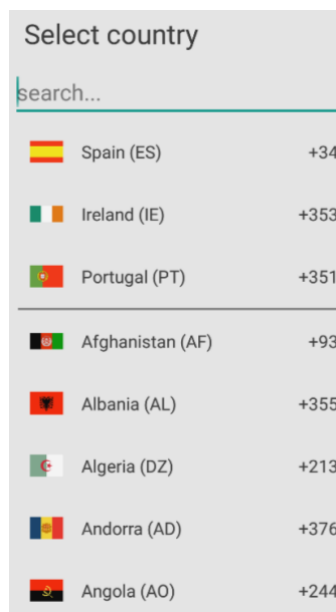 Select country
search...
Spain (ES) +34
Ireland (IE) +353
Portugal (PT) +351
Afghanistan (AF) +93
Albania (AL) +355
Algeria (DZ) +213
Andorra (AD) +376
Angola (AO) +244